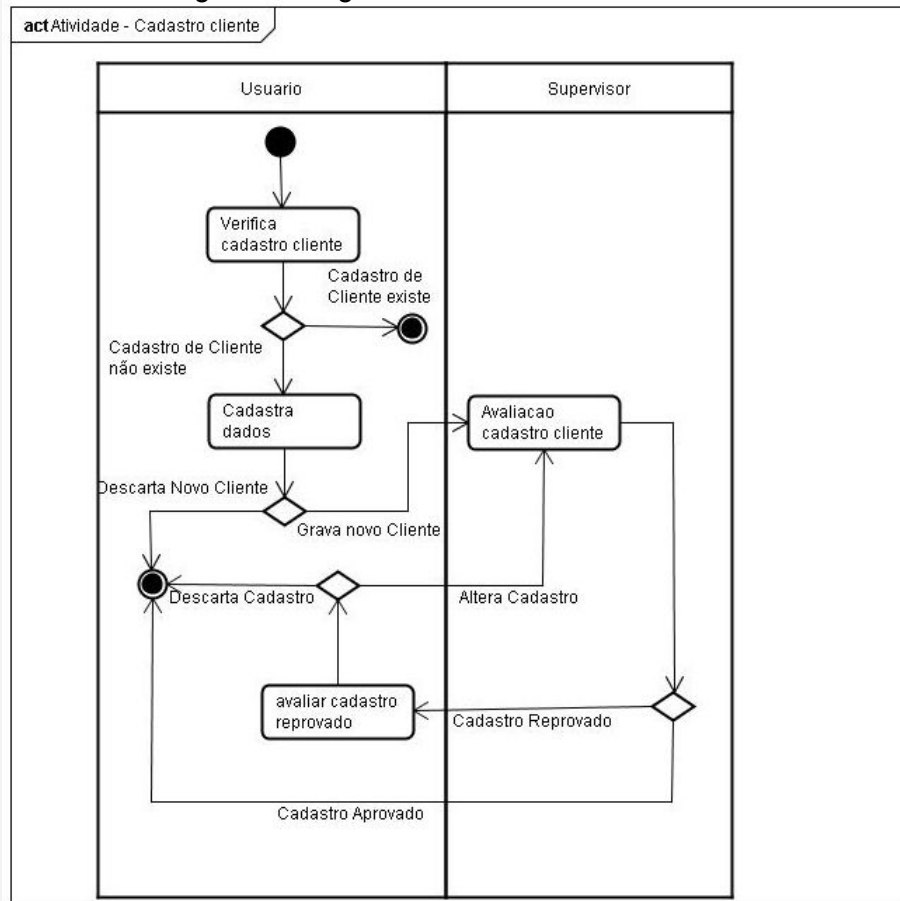 act Atividade - Cadastro cliente
Usuario
Supervisor
Verifica
cadastro cliente
Cadastro de
Cliente existe
Cadastro de Cliente
não existe
Cadastra
dados
Avaliacao
cadastro cliente
Descarta Novo Cliente
Grava novo Cliente
Descarta Cadastro
Altera Cadastro
avaliar cadastro
reprovado
Cadastro Reprovado
Cadastro Aprovado